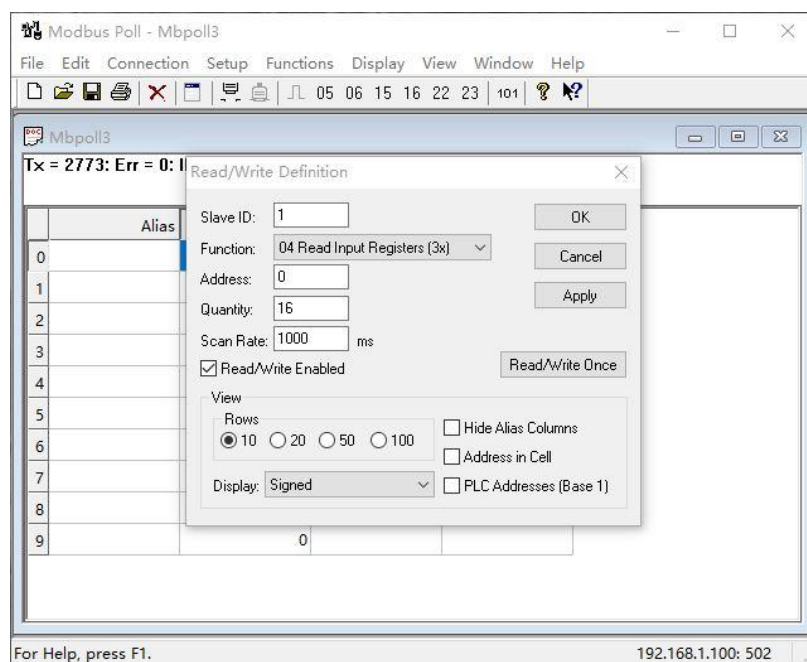 Modbus Poll - Mbpoll3
File Edit Connection Setup Functions Display View Window Help
05 06 15 16 22 23 101
Mbpoll3
Tx = 2773: Err = 0:
Read/Write Definition
Slave ID: 1 OK
Function: 04 Read Input Registers (3x) Cancel
Address: 0
Quantity: 16 Apply
Scan Rate: 1000 ms
Read/Write Enabled Read/Write Once
View
Rows
10 20 50 100
Hide Alias Columns
Address in Cell
Display: Signed PLC Addresses (Base 1)
Alias
0
1
2
3
4
5
6
7
8
9 0
For Help, press F1. 192.168.1.100: 502